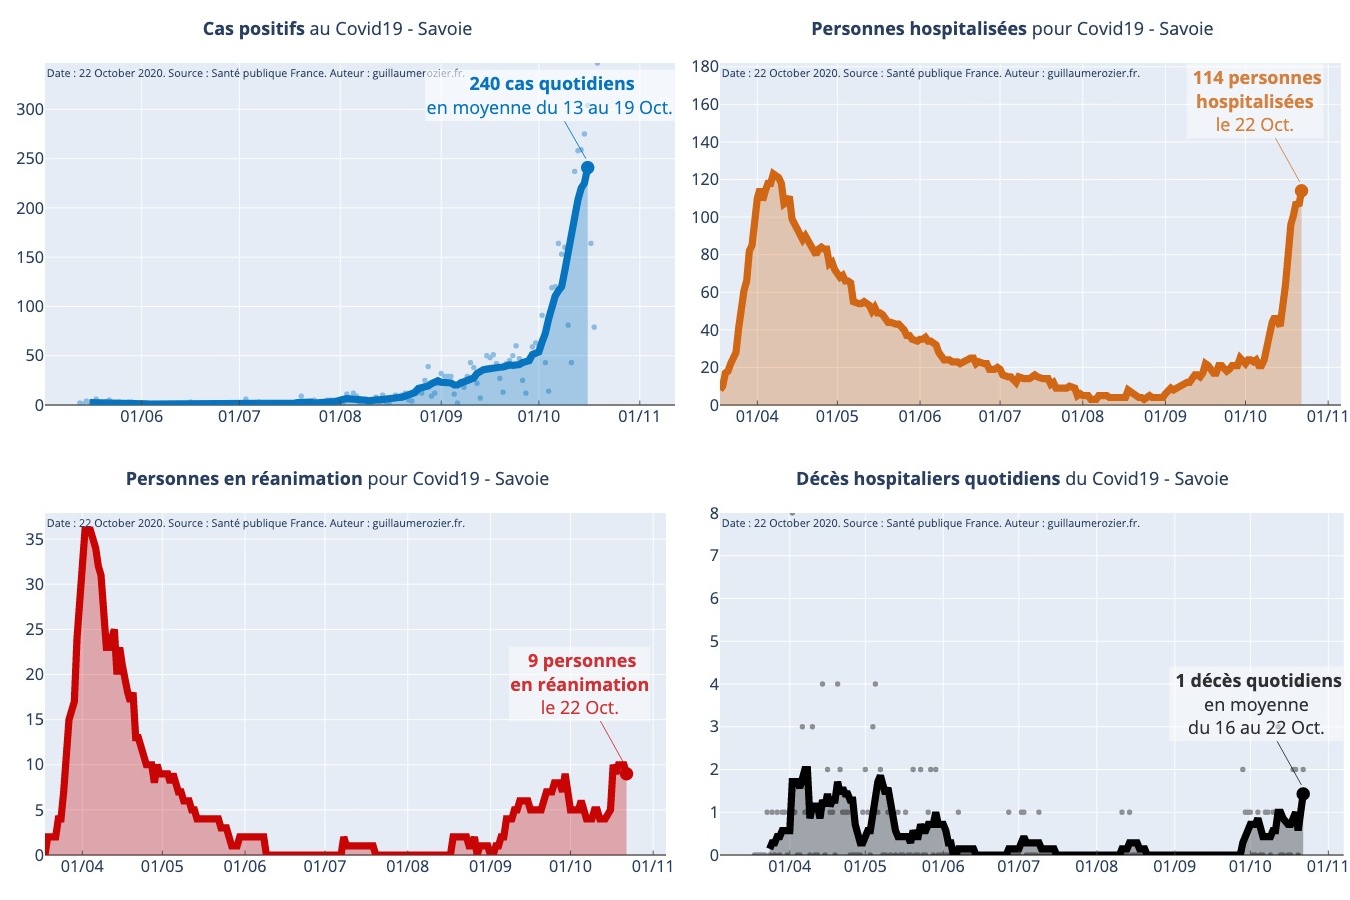 Cas positifs au Covid19 - Savoie
Date : 22 October 2020. Source : Santé publique France. Auteur : guillaumerozier.fr.
240 cas quotidiens
en moyenne du 13 au 19 Oct.
300
250
200
150
100
50
0
01/06 01/07 01/08 01/09 01/10 01/11
Personnes hospitalisées pour Covid19 - Savoie
Date : 22 October 2020. Source : Santé publique France. Auteur : guillaumerozier.fr.
114 personnes
hospitalisées
le 22 Oct.
180
160
140
120
100
80
60
40
20
0
01/04 01/05 01/06 01/07 01/08 01/09 01/10 01/11
Personnes en réanimation pour Covid19 - Savoie
Date : 22 October 2020. Source : Santé publique France. Auteur : guillaumerozier.fr.
9 personnes
en réanimation
le 22 Oct.
35
30
25
20
15
10
5
0
01/04 01/05 01/06 01/07 01/08 01/09 01/10 01/11
Décès hospitaliers quotidiens du Covid19 - Savoie
Date : 22 October 2020. Source : Santé publique France. Auteur : guillaumerozier.fr.
1 décès quotidiens
en moyenne
du 16 au 22 Oct.
8
7
6
5
4
3
2
1
0
01/04 01/05 01/06 01/07 01/08 01/09 01/10 01/11